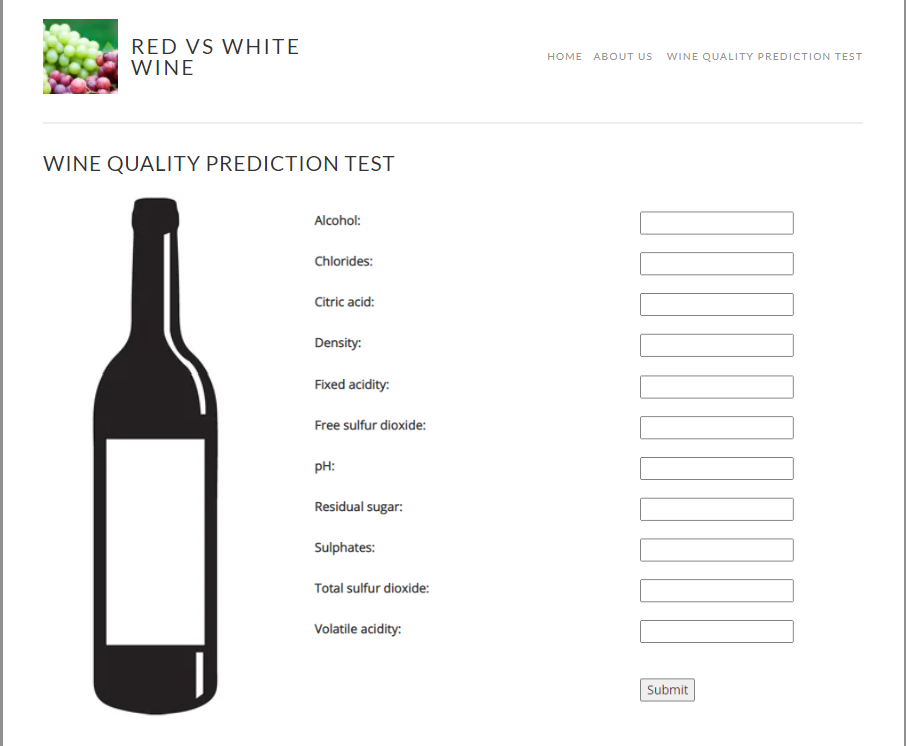 RED VS WHITE
WINE
HOME ABOUT US WINE QUALITY PREDICTION TEST
WINE QUALITY PREDICTION TEST
Alcohol:
Chlorides:
Citric acid:
Density:
Fixed acidity:
Free sulfur dioxide:
pH:
Residual sugar:
Sulphates:
Total sulfur dioxide:
Volatile acidity:
Submit